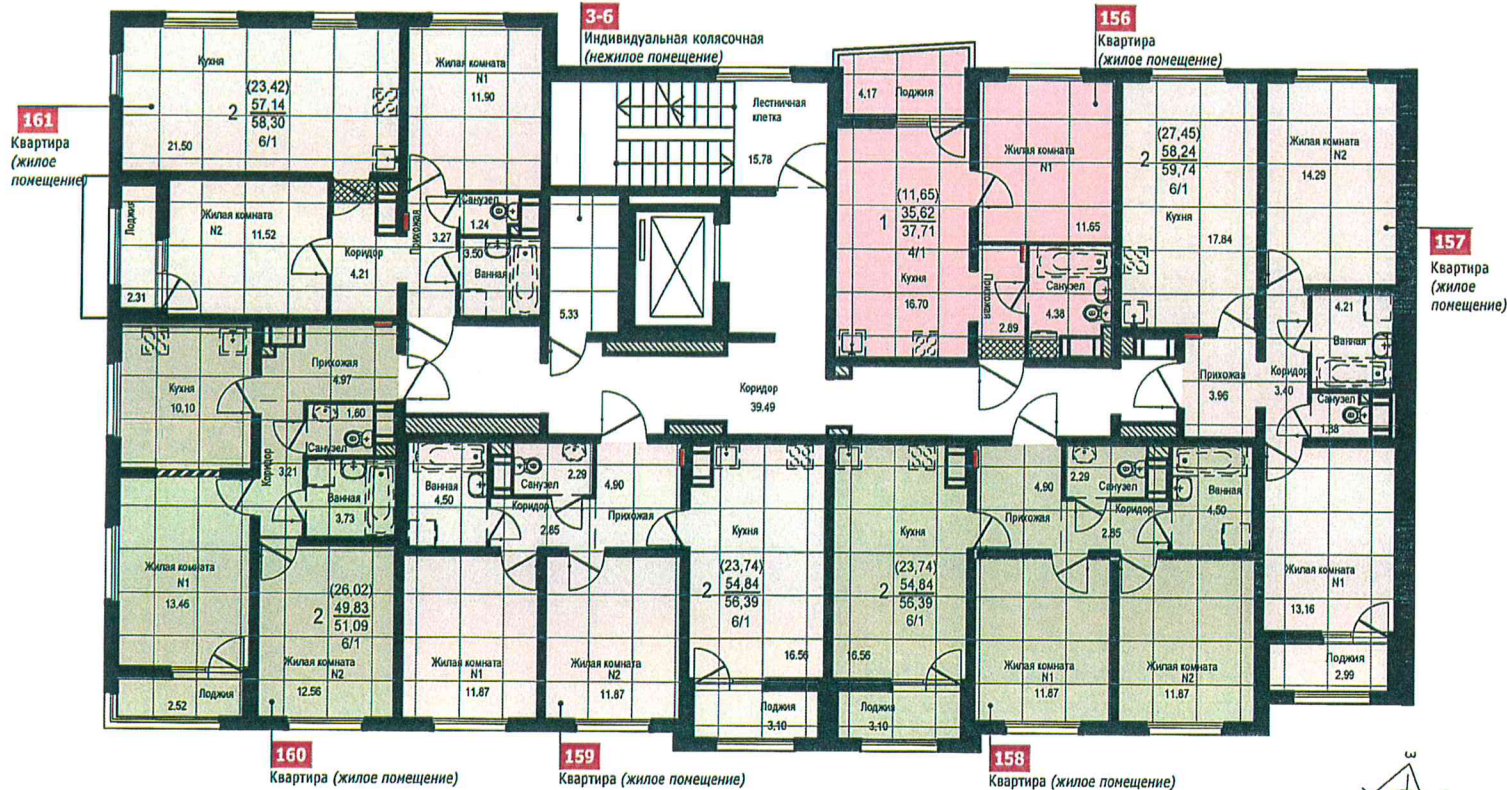 3-6
Индивидуальная колясочная
(нежилое помещение)
156
Квартира
(жилое помещение)
161
Квартира
(жилое
помещение)
Кухня
(23,42)
2 57,14
58,30
6/1
21.50
Жилая комната
N1
11.90
Лестничная
клетка
15.78
4.17
Лоджия
Жилая комната
N1
11.65
(27,45)
2 58,24
59,74
6/1
Кухня
17.84
Жилая комната
N2
14.29
157
Квартира
(жилое
помещение)
Лоджия
2.31
Жилая комната
N2
11.52
Коридор
4.21
Прихожая
3.27
Санузел
1.24
3.50
Ванная
5.33
(11,65)
1 35,62
37,71
4/1
Кухня
16.70
Прихожая
2.89
Санузел
4.38
4.21
Ванная
Прихожая
3.96
Коридор
3.40
Санузел
1.88
Коридор
39.49
Кухня
10,10
Прихожая
4.97
1,60
Санузел
Коридор
3,21
Ванная
3,73
Ванная
4.50
Санузел
2.29
Коридор
2.85
4.90
Прихожая
Кухня
(23,74)
2 54,84
56,39
6/1
16.56
Кухня
(23,74)
2 54,84
56,39
6/1
16.56
4.90
Прихожая
2.29
Санузел
Коридор
2.85
Ванная
4,50
Жилая комната
N1
13.46
(26,02)
2 49,83
51,09
6/1
Жилая комната
N2
12.56
Жилая комната
N1
11.87
Жилая комната
N2
11.87
Жилая комната
N1
11.87
Жилая комната
N2
11.87
Жилая комната
N1
13.16
Лоджия
2.99
2.52
Лоджия
Лоджия
3,10
Лоджия
3,10
160
Квартира (жилое помещение)
159
Квартира (жилое помещение)
158
Квартира (жилое помещение)
З